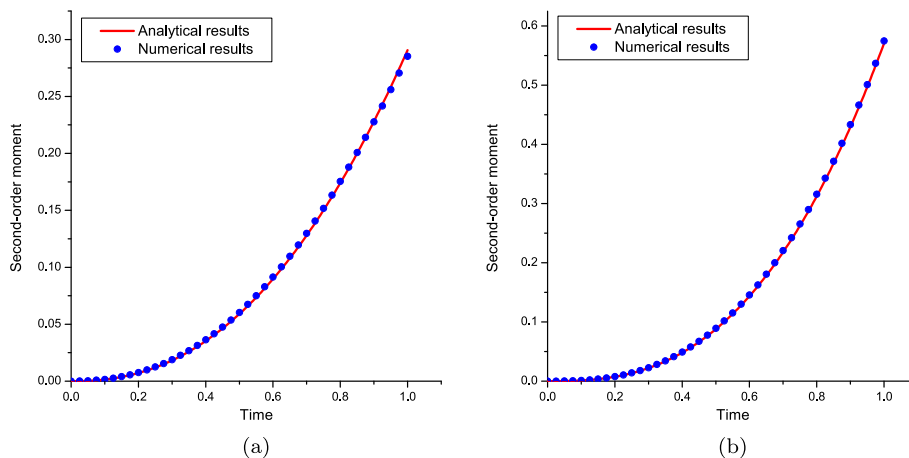 Analytical results
Numerical results
Second-order moment
0.30
0.25
0.20
0.15
0.10
0.05
0.00
0.0 0.2 0.4 0.6 0.8 1.0
Time
(a)
Analytical results
Numerical results
Second-order moment
0.6
0.5
0.4
0.3
0.2
0.1
0.0
0.0 0.2 0.4 0.6 0.8 1.0
Time
(b)